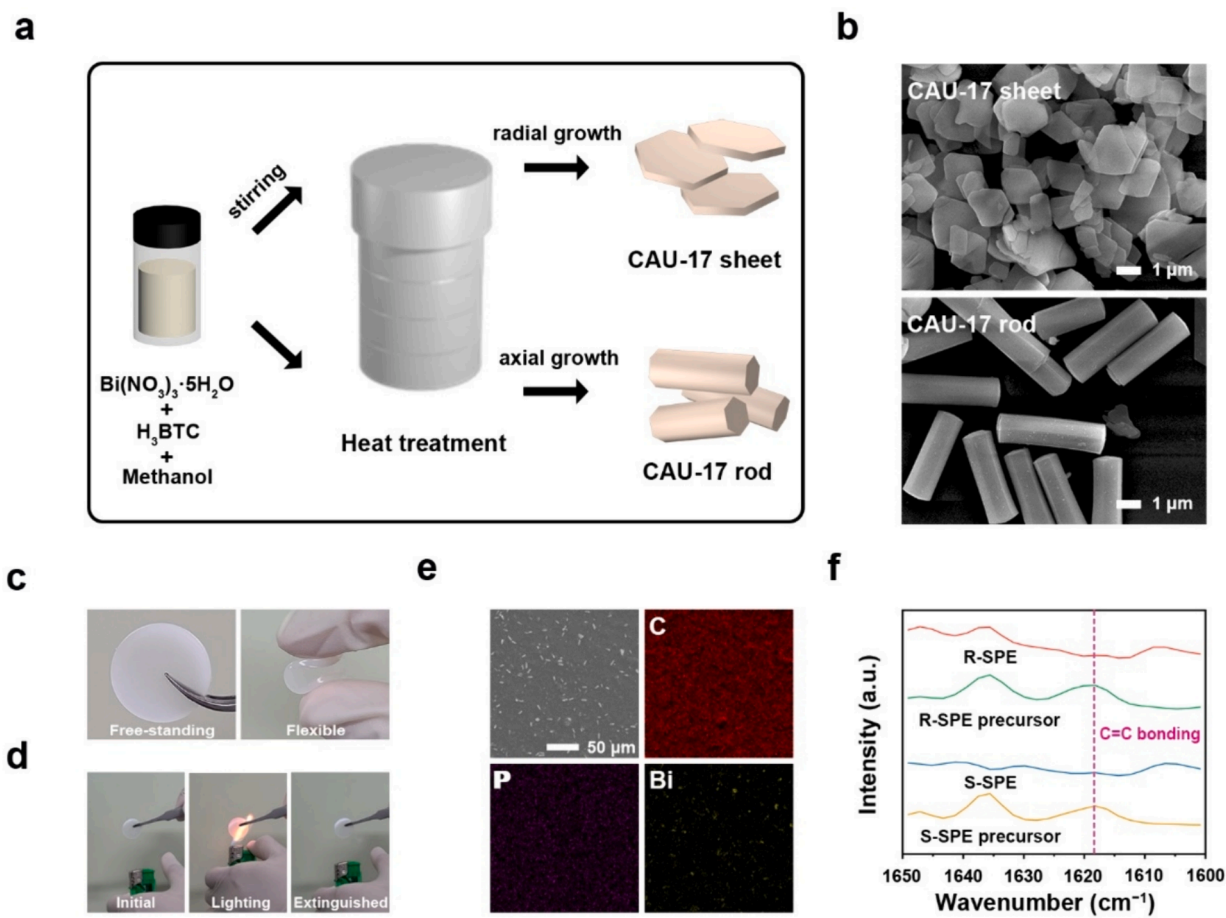 a
stirring
Bi(NO₃)₃·5H₂O
+
H₃BTC
+
Methanol
Heat treatment
radial growth
CAU-17 sheet
axial growth
CAU-17 rod
b
CAU-17 sheet
1 μm
CAU-17 rod
1 μm
c
Free-standing
Flexible
d
Initial
Lighting
Extinguished
e
50 μm
C
P
Bi
f
Intensity (a.u.)
R-SPE
R-SPE precursor
C=C bonding
S-SPE
S-SPE precursor
1650 1640 1630 1620 1610 1600
Wavenumber (cm⁻¹)